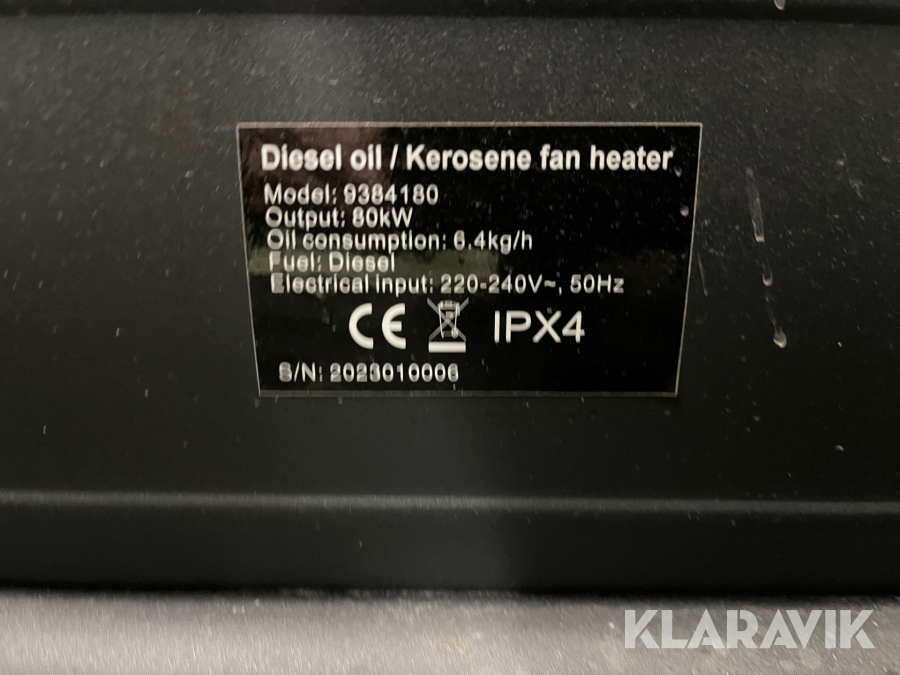 Diesel oil / Kerosene fan heater
Model: 9384180
Output: 80kW
Oil consumption: 6,4kg/h
Fuel: Diesel
Electrical input: 220-240V~, 50Hz
CE IPX4
S/N: 2023010006
KLARAVIK